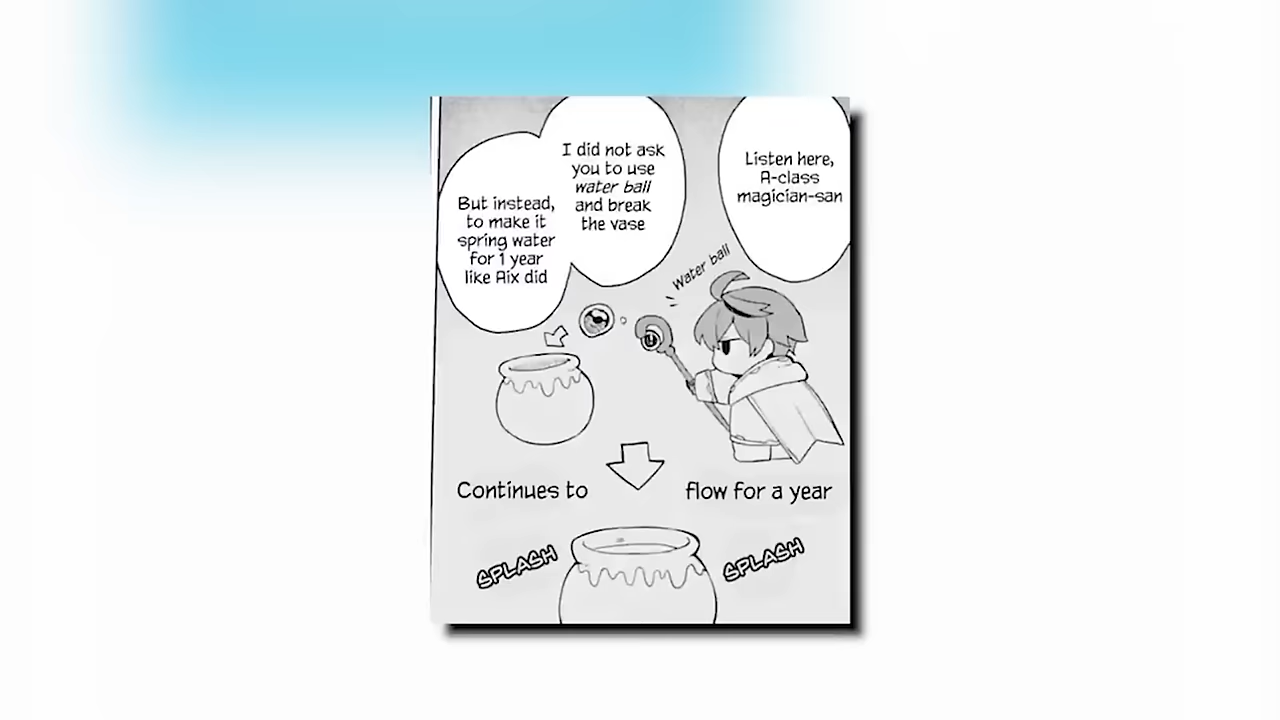 Listen here,
A-class
magician-san
I did not ask
you to use
water ball
and break
the vase
But instead,
to make it
spring water
for 1 year
like Aix did
Water ball
Continues to
flow for a year
SPLASH
SPLASH